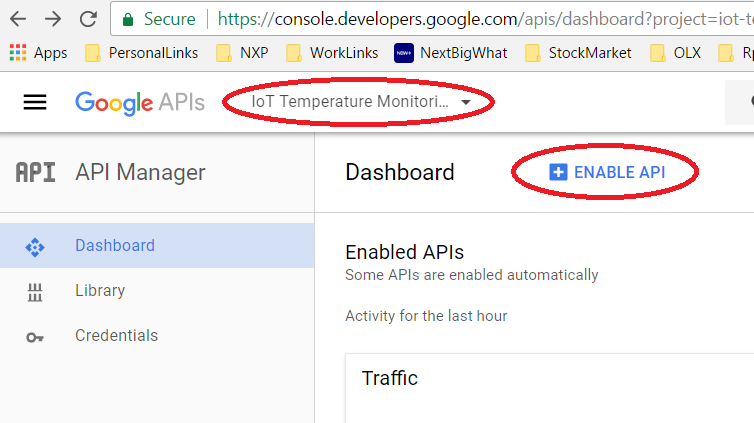 Secure https://console.developers.google.com/apis/dashboard?project=iot-te
Apps PersonalLinks NXP WorkLinks NEW» NextBigWhat StockMarket OLX Rp
Google APIs IoT Temperature Monitori...
API API Manager Dashboard ENABLE API
Dashboard
Library
Credentials
Enabled APIs
Some APIs are enabled automatically
Activity for the last hour
Traffic